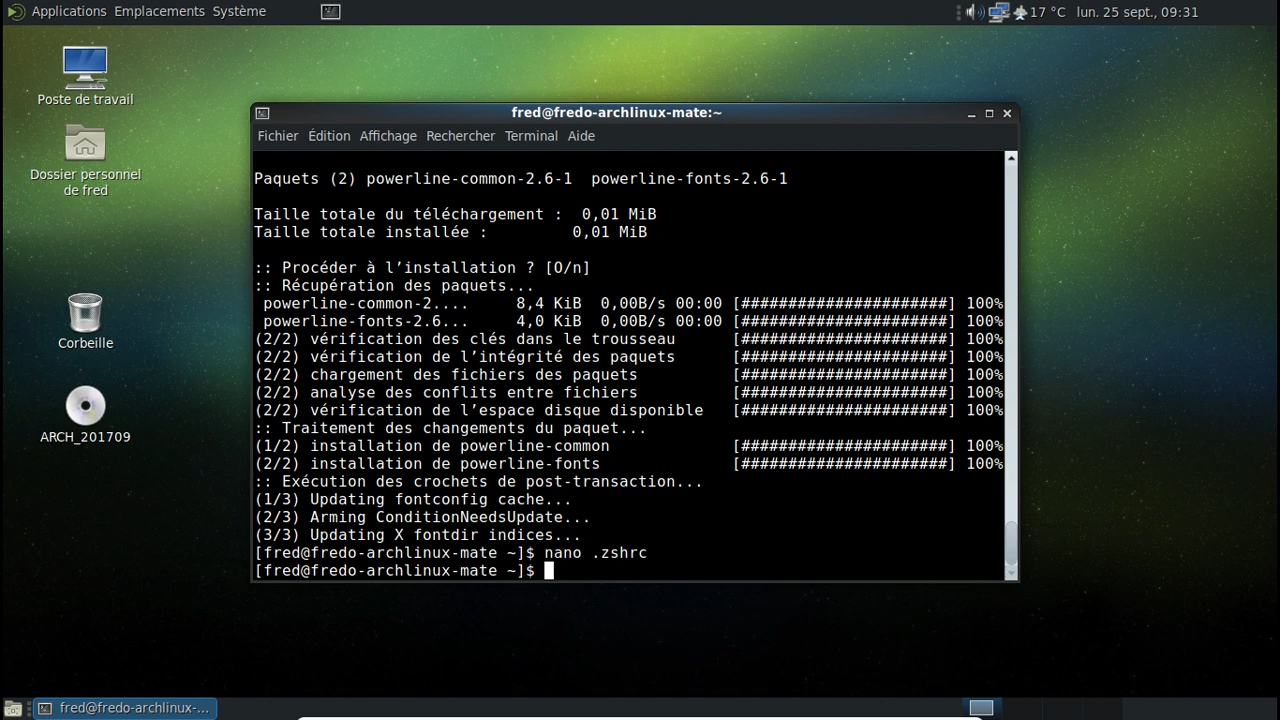 Applications Emplacements Système
17 °C lun. 25 sept., 09:31
Poste de travail
Dossier personnel
de fred
Corbeille
ARCH_201709
fred@fredo-archlinux-mate:~
Fichier Édition Affichage Rechercher Terminal Aide
Paquets (2) powerline-common-2.6-1  powerline-fonts-2.6-1
Taille totale du téléchargement :  0,01 MiB
Taille totale installée :         0,01 MiB
:: Procéder à l’installation ? [O/n]
:: Récupération des paquets...
 powerline-common-2....     8,4 KiB  0,00B/s 00:00 [######################] 100%
 powerline-fonts-2.6...     4,0 KiB  0,00B/s 00:00 [######################] 100%
(2/2) vérification des clés dans le trousseau      [######################] 100%
(2/2) vérification de l’intégrité des paquets      [######################] 100%
(2/2) chargement des fichiers des paquets          [######################] 100%
(2/2) analyse des conflits entre fichiers          [######################] 100%
(2/2) vérification de l’espace disque disponible   [######################] 100%
:: Traitement des changements du paquet...
(1/2) installation de powerline-common             [######################] 100%
(2/2) installation de powerline-fonts              [######################] 100%
:: Exécution des crochets de post-transaction...
(1/3) Updating fontconfig cache...
(2/3) Arming ConditionNeedsUpdate...
(3/3) Updating X fontdir indices...
[fred@fredo-archlinux-mate ~]$ nano .zshrc
[fred@fredo-archlinux-mate ~]$
fred@fredo-archlinux-...